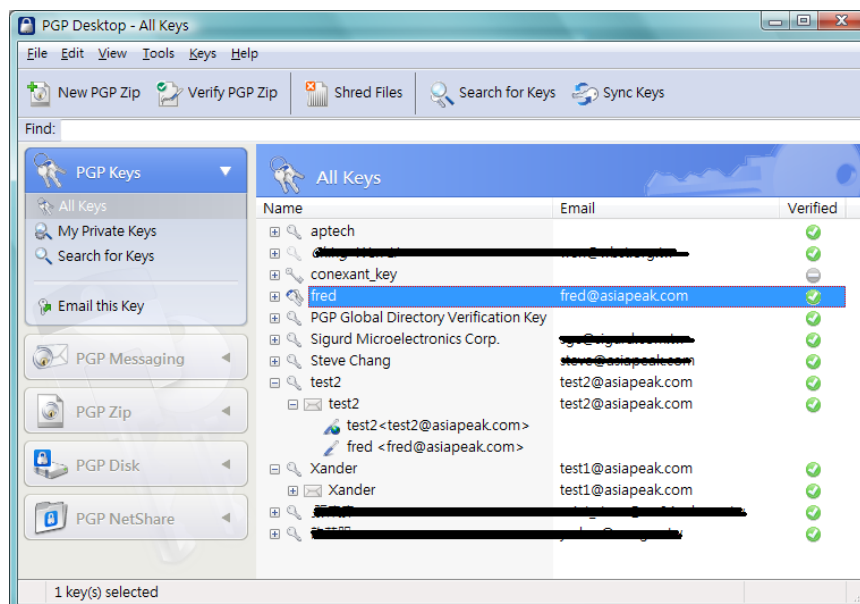 PGP Desktop - All Keys
File Edit View Tools Keys Help
New PGP Zip Verify PGP Zip Shred Files Search for Keys Sync Keys
Find:
PGP Keys
All Keys
My Private Keys
Search for Keys
Email this Key
PGP Messaging
PGP Zip
PGP Disk
PGP NetShare
All Keys
Name Email Verified
aptech
conexant_key
fred fred@asiapeak.com
PGP Global Directory Verification Key
Sigurd Microelectronics Corp.
Steve Chang
test2 test2@asiapeak.com
test2 test2@asiapeak.com
test2<test2@asiapeak.com>
fred <fred@asiapeak.com>
Xander test1@asiapeak.com
Xander test1@asiapeak.com
1 key(s) selected